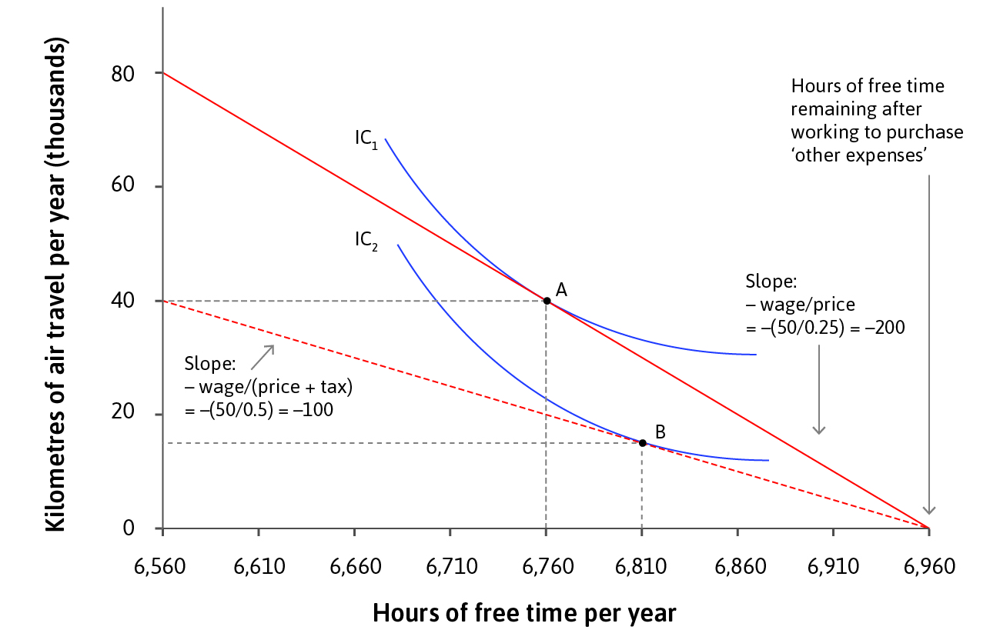 Kilometres of air travel per year (thousands)
80
60
40
20
0
IC1
IC2
A
B
Hours of free time
remaining after
working to purchase
‘other expenses’
Slope:
– wage/price
= –(50/0.25) = –200
Slope:
– wage/(price + tax)
= –(50/0.5) = –100
6,560 6,610 6,660 6,710 6,760 6,810 6,860 6,910 6,960
Hours of free time per year